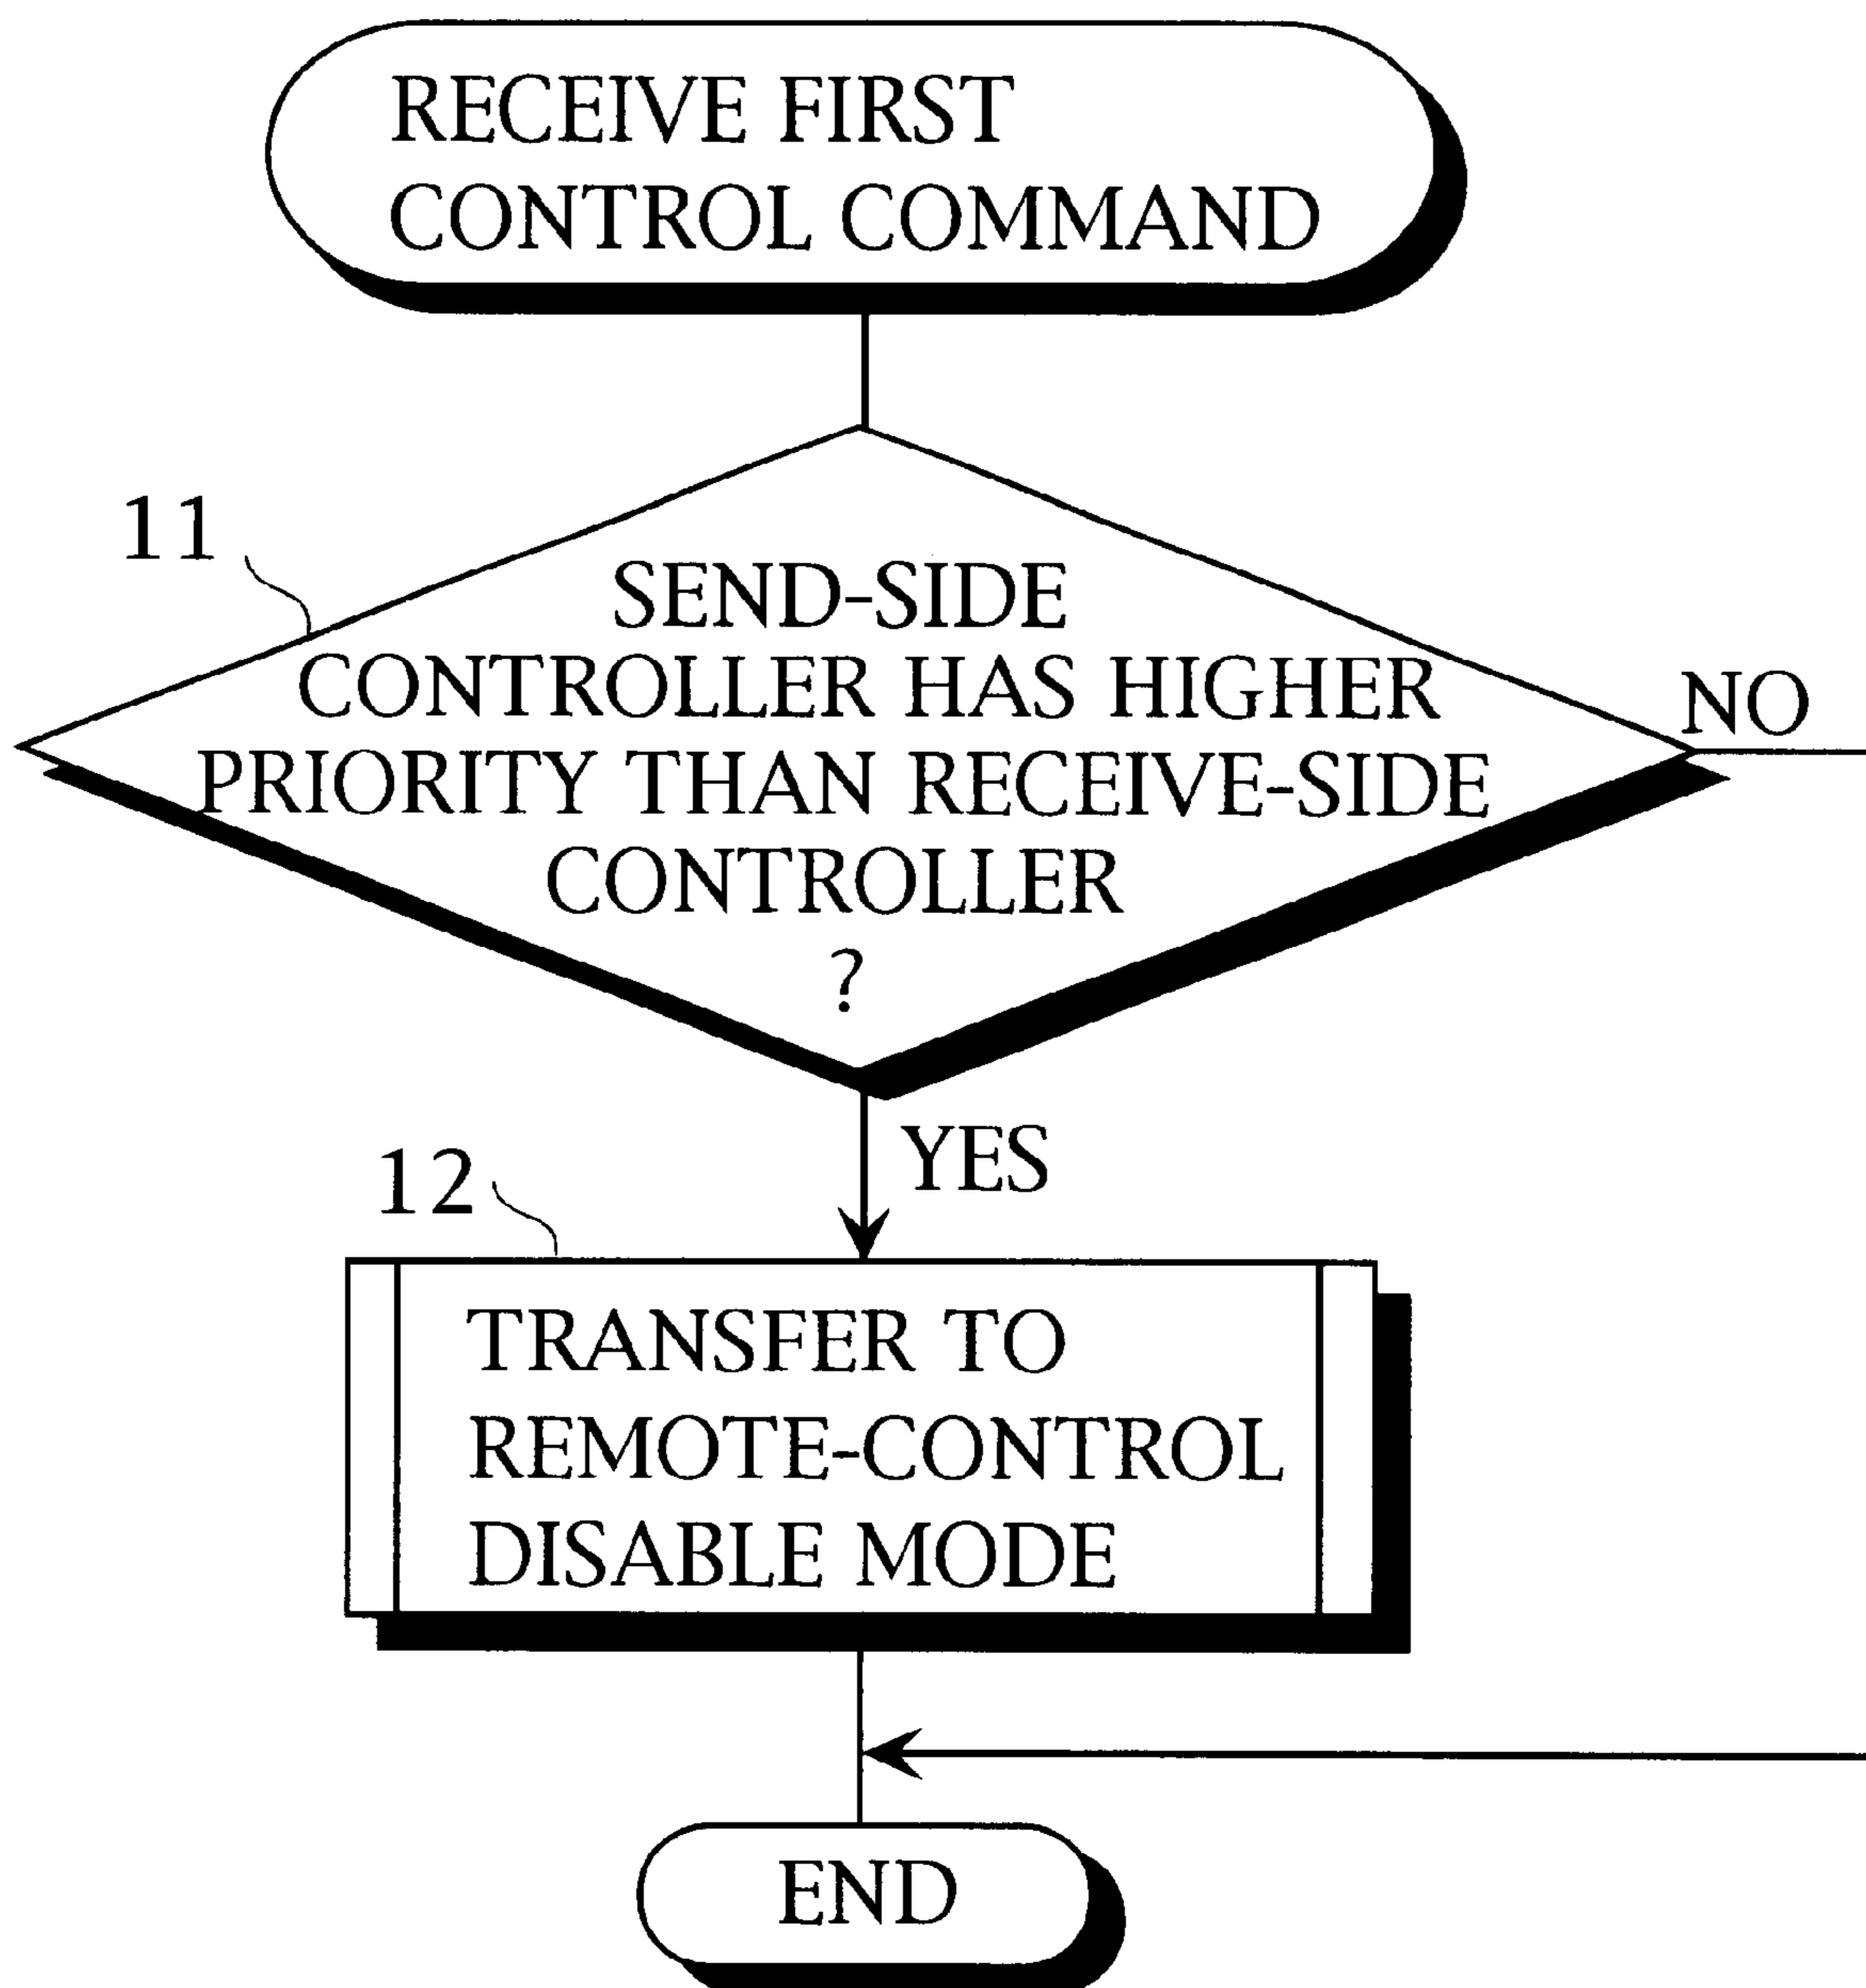 RECEIVE FIRST
CONTROL COMMAND
11
SEND-SIDE
CONTROLLER HAS HIGHER
PRIORITY THAN RECEIVE-SIDE
CONTROLLER
?
NO
YES
12
TRANSFER TO
REMOTE-CONTROL
DISABLE MODE
END